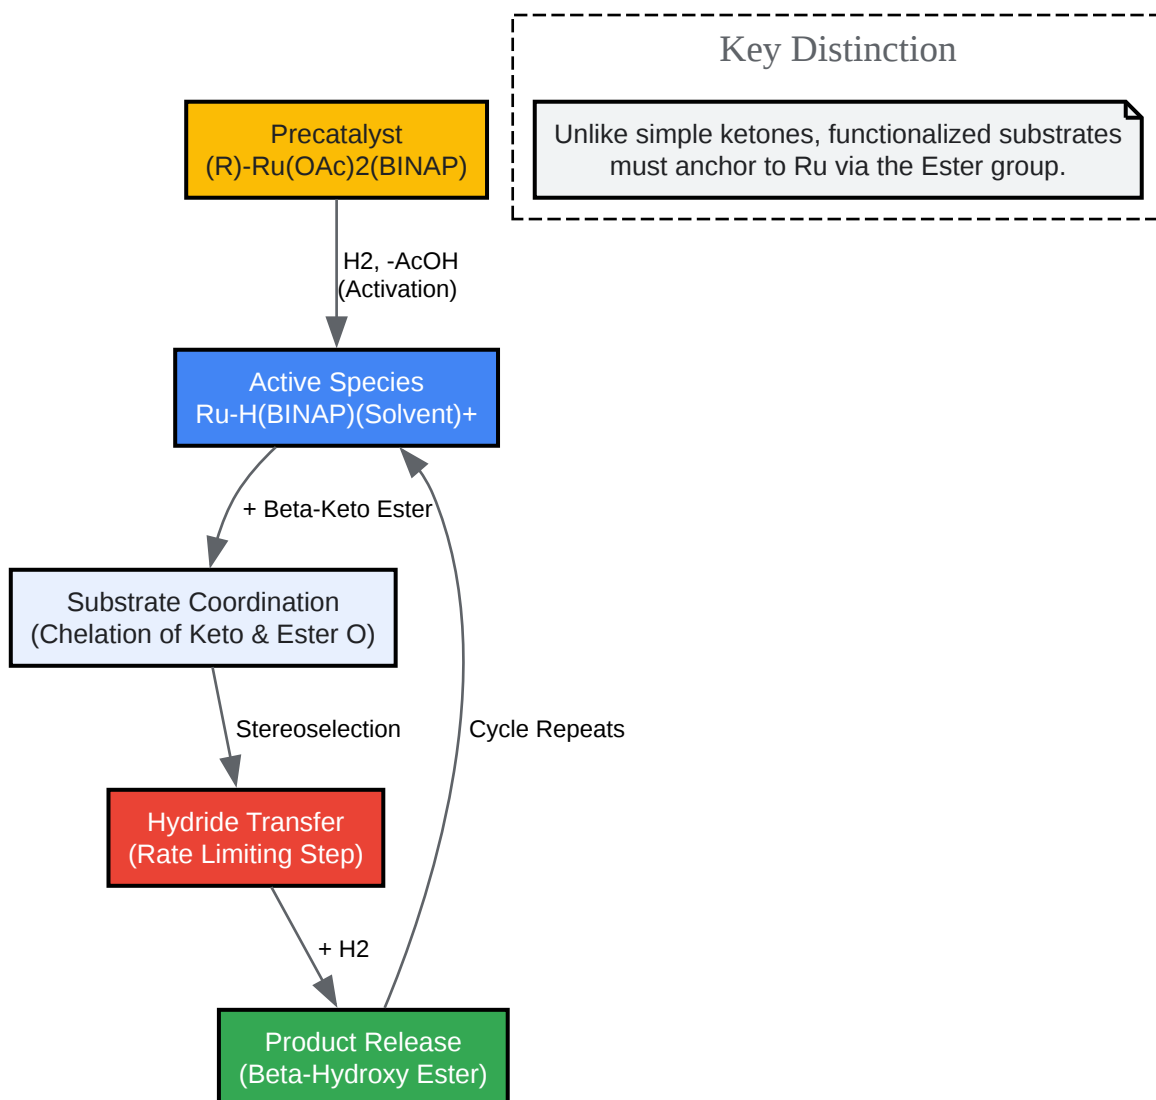 Key Distinction
Unlike simple ketones, functionalized substrates
must anchor to Ru via the Ester group.
Precatalyst
(R)-Ru(OAc)2(BINAP)
H2, -AcOH
(Activation)
Active Species
Ru-H(BINAP)(Solvent)+
+ Beta-Keto Ester
Substrate Coordination
(Chelation of Keto & Ester O)
Stereoselection
Cycle Repeats
Hydride Transfer
(Rate Limiting Step)
+ H2
Product Release
(Beta-Hydroxy Ester)